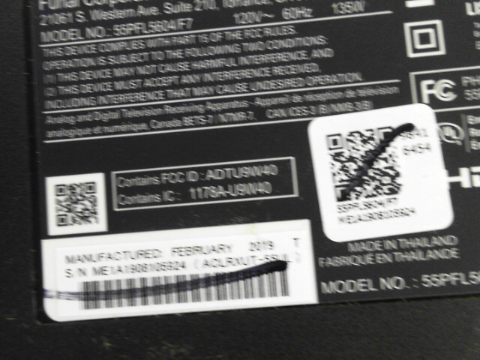 21061 S. Western Ave. Suite 210,
MODEL NO.: 55PFL5604/F7 120V~ 60Hz 135W
THIS DEVICE COMPLIES WITH PART 15 OF THE FCC RULES.
OPERATION IS SUBJECT TO THE FOLLOWING TWO CONDITIONS:
(1) THIS DEVICE MAY NOT CAUSE HARMFUL INTERFERENCE, AND
(2) THIS DEVICE MUST ACCEPT ANY INTERFERENCE RECEIVED,
INCLUDING INTERFERENCE THAT MAY CAUSE UNDESIRED OPERATION.
Analog and Digital Television Receiving Apparatus - Appareil de réception de télévision
analogique et numérique, Canada BETS-7 / NTMR-7. CAN ICES-3 (B)/NMB-3(B)
FC
6454
55PFL5604/F7
Contains FCC ID : ADTU9W40
Contains IC : 1178A-U9W40
MANUFACTURED: FEBRUARY 2019 T
S/N ME1A1908106924
MADE IN THAILAND
FABRIQUÉ EN THAÏLANDE
MODEL NO. : 55PFL56